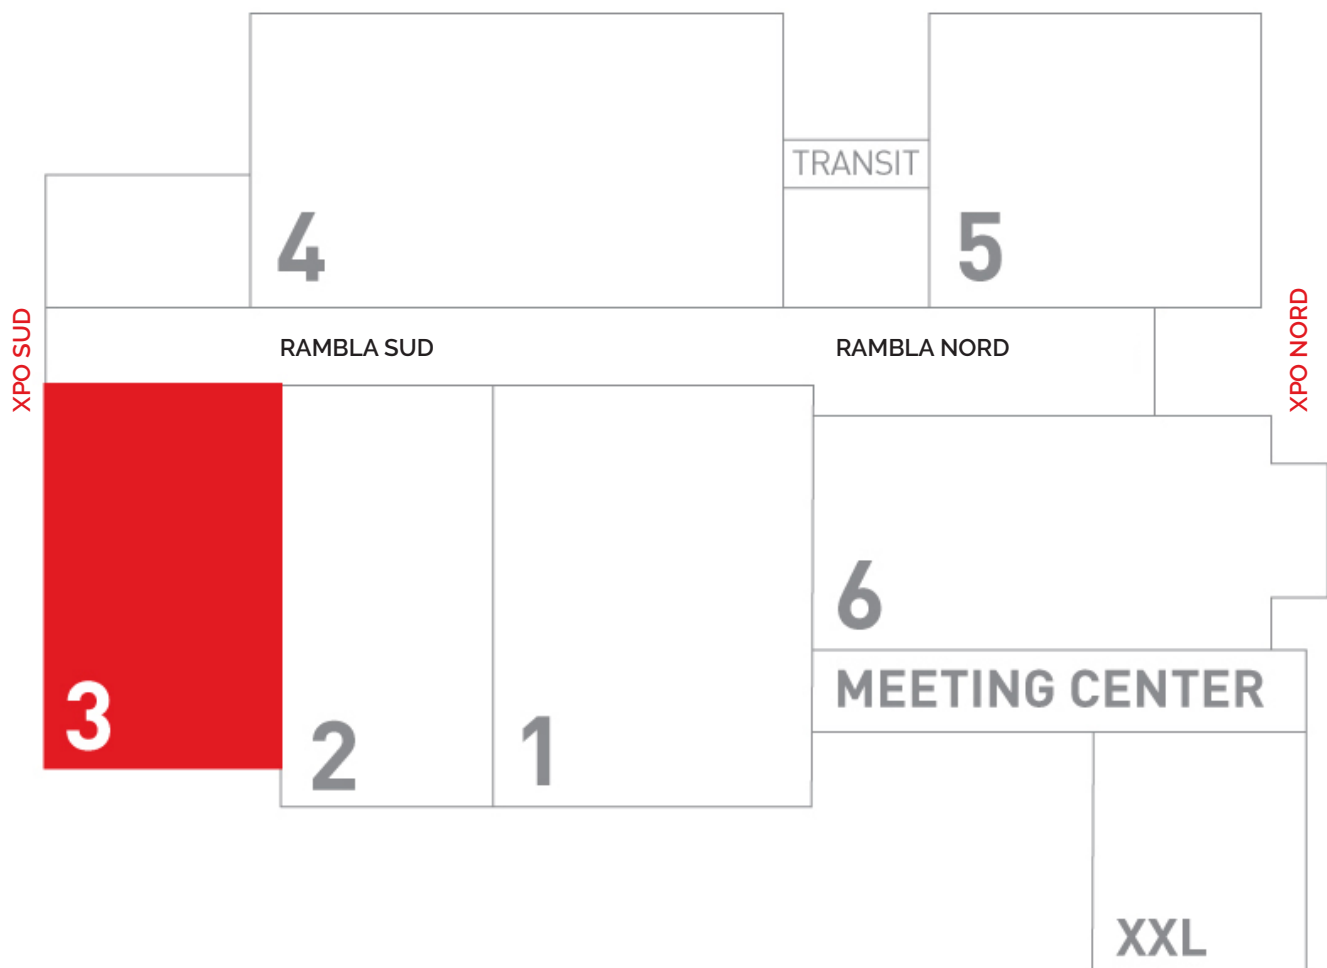 TRANSIT
4
5
XPO SUD
RAMBLA SUD
RAMBLA NORD
XPO NORD
6
3
2
1
MEETING CENTER
XXL